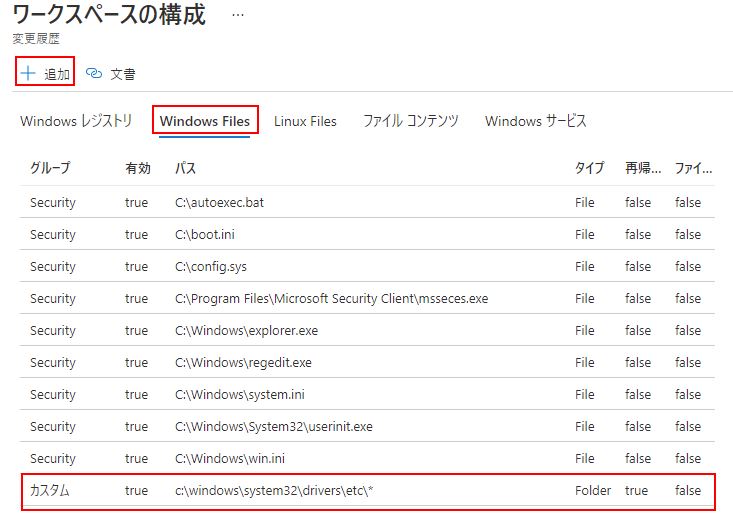 ワークスペースの構成 …
変更履歴
追加 文書
Windows レジストリ Windows Files Linux Files ファイル コンテンツ Windows サービス
グループ 有効 パス タイプ 再帰... ファイ...
Security true C:\autoexec.bat File false false
Security true C:\boot.ini File false false
Security true C:\config.sys File false false
Security true C:\Program Files\Microsoft Security Client\msseces.exe File false false
Security true C:\Windows\explorer.exe File false false
Security true C:\Windows\regedit.exe File false false
Security true C:\Windows\system.ini File false false
Security true C:\Windows\System32\userinit.exe File false false
Security true C:\Windows\win.ini File false false
カスタム true c:\windows\system32\drivers\etc\* Folder true false